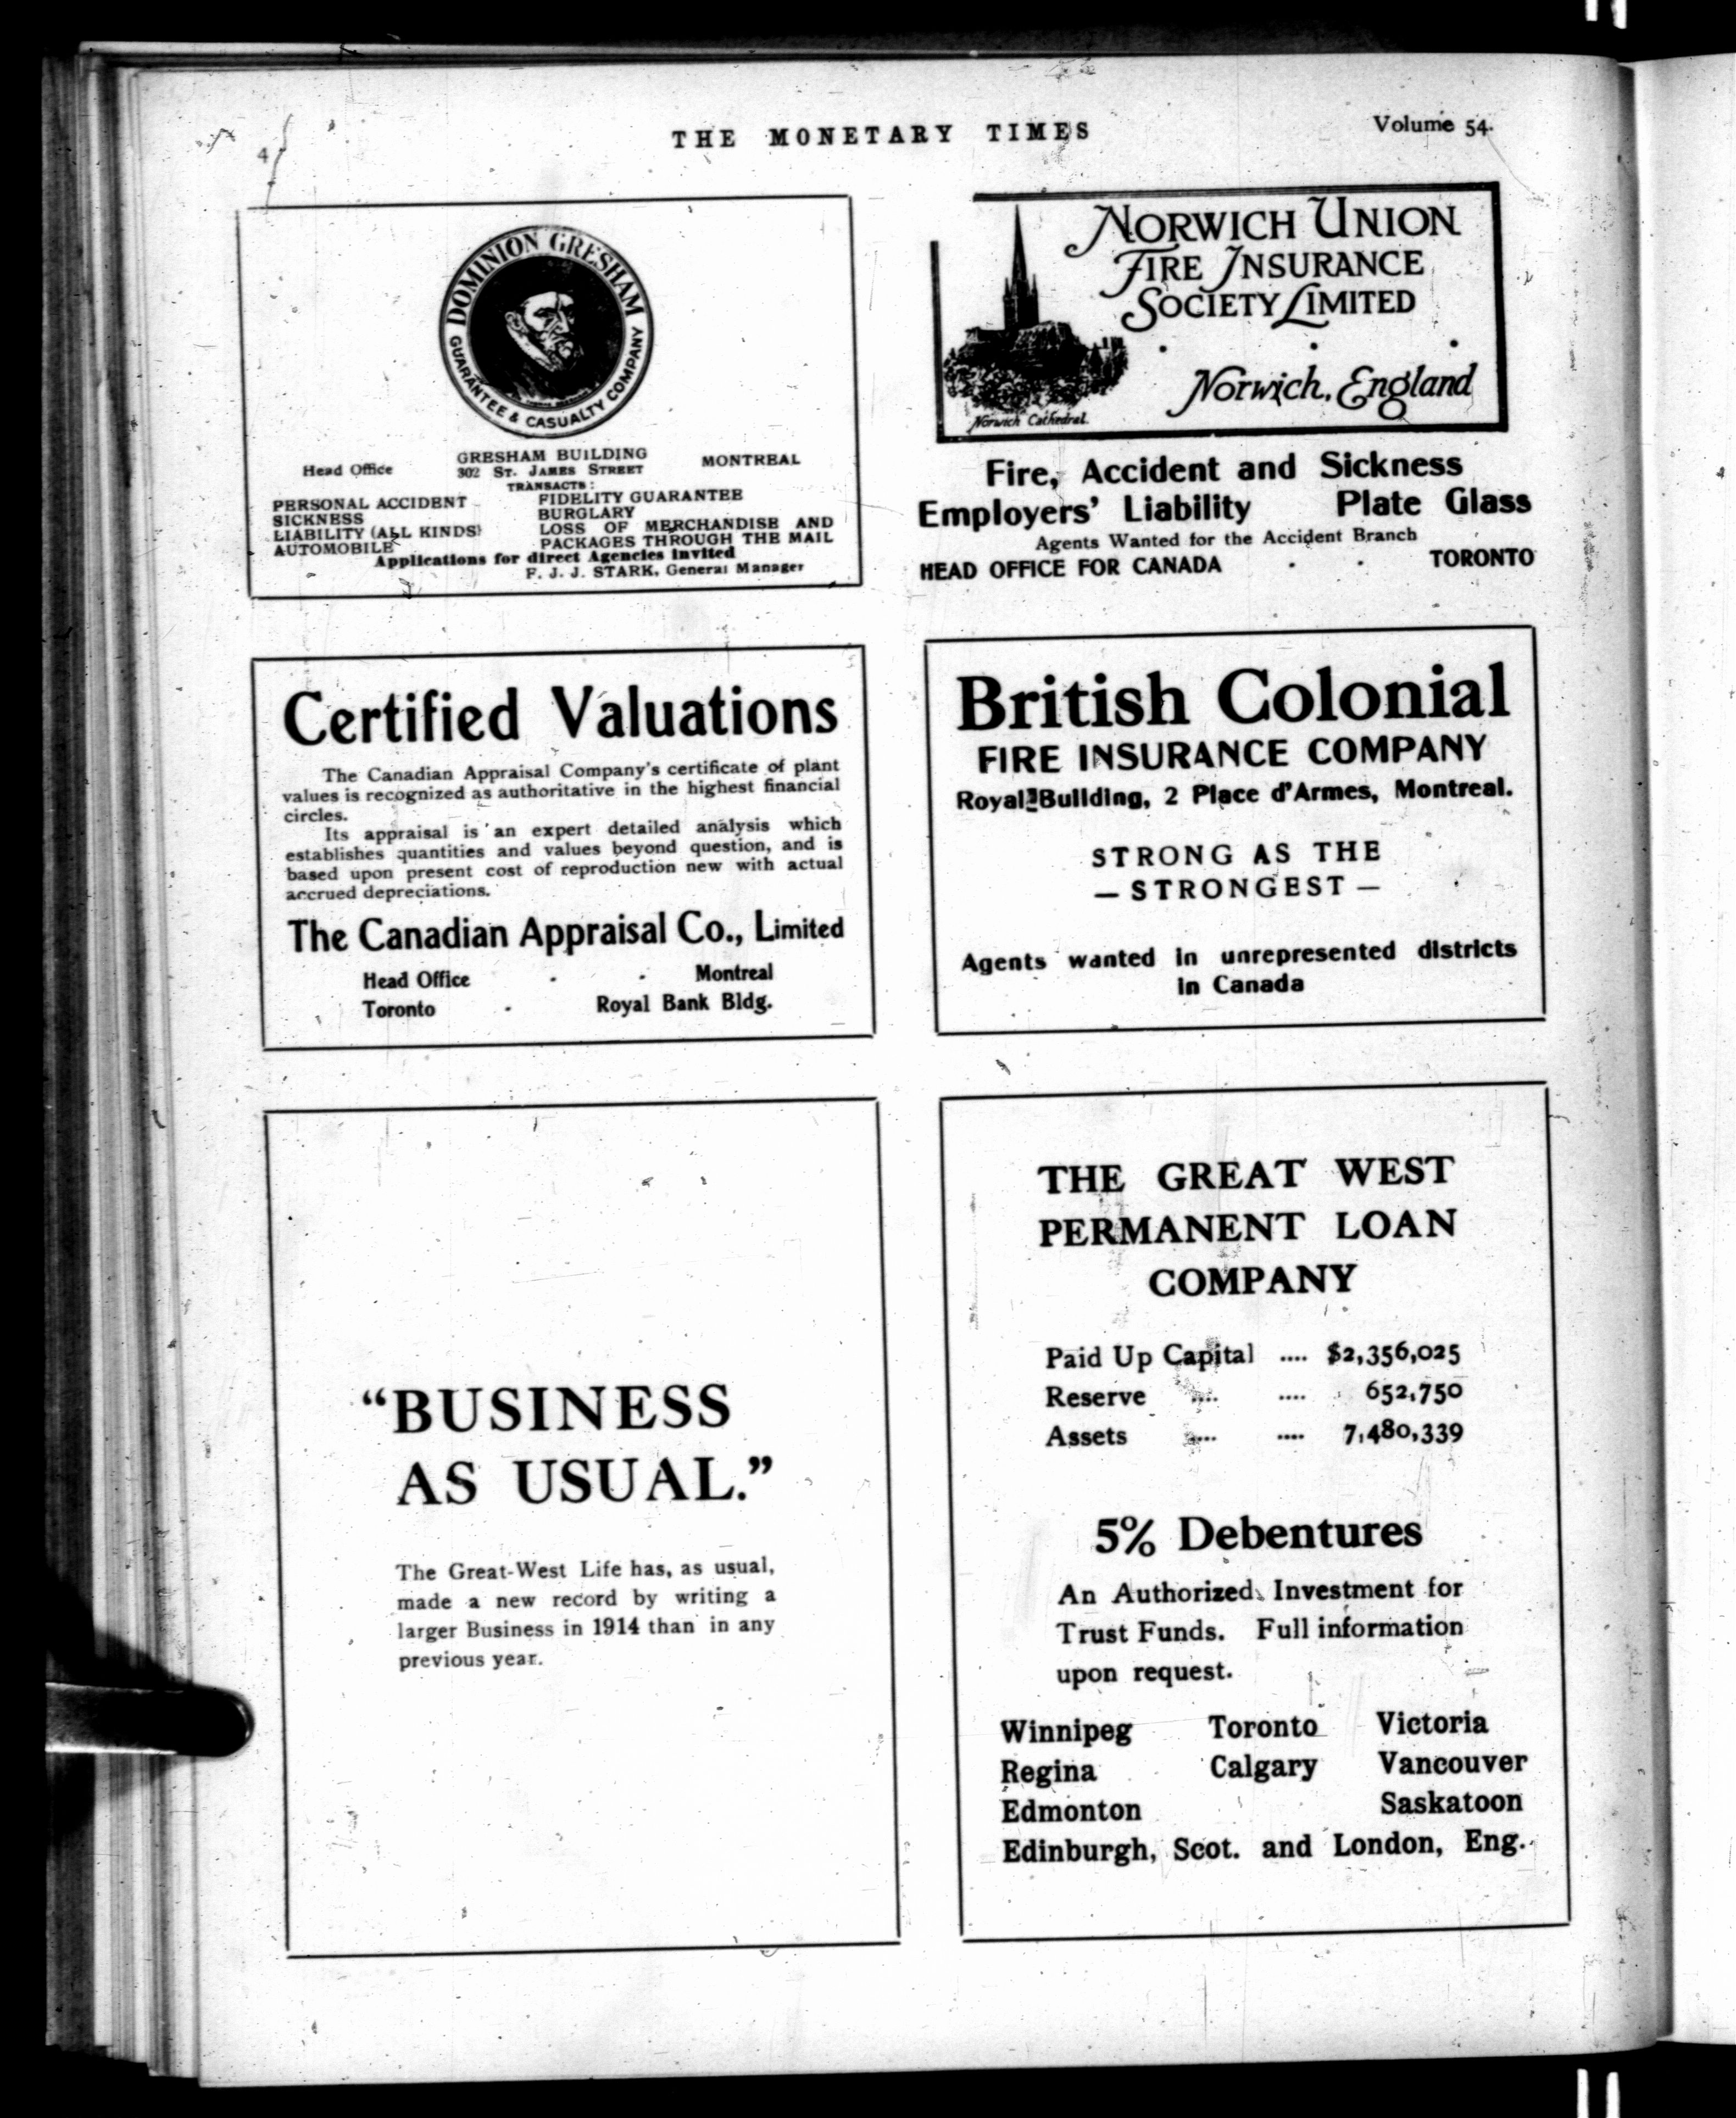 4
THE MONETARY TIMES
Volume 54.
DOMINION GRESHAM
GUARANTEE & CASUALTY COMPANY
Head Office
GRESHAM BUILDING
302 ST. JAMES STREET
MONTREAL
TRANSACTS:
PERSONAL ACCIDENT
SICKNESS
LIABILITY (ALL KINDS)
AUTOMOBILE
FIDELITY GUARANTEE
BURGLARY
LOSS OF MERCHANDISE AND
PACKAGES THROUGH THE MAIL
Applications for direct Agencies Invited
F. J. J. STARK, General Manager
NORWICH UNION
FIRE INSURANCE
SOCIETY LIMITED
Norwich, England
Norwich Cathedral.
Fire, Accident and Sickness
Employers' Liability Plate Glass
Agents Wanted for the Accident Branch
HEAD OFFICE FOR CANADA - - TORONTO
Certified Valuations
The Canadian Appraisal Company's certificate of plant
values is recognized as authoritative in the highest financial
circles.
Its appraisal is an expert detailed analysis which
establishes quantities and values beyond question, and is
based upon present cost of reproduction new with actual
accrued depreciations.
The Canadian Appraisal Co., Limited
Head Office - - Montreal
Toronto - Royal Bank Bldg.
British Colonial
FIRE INSURANCE COMPANY
Royal Building, 2 Place d'Armes, Montreal.
STRONG AS THE
— STRONGEST —
Agents wanted in unrepresented districts
in Canada
"BUSINESS
AS USUAL."
The Great-West Life has, as usual,
made a new record by writing a
larger Business in 1914 than in any
previous year.
THE GREAT WEST
PERMANENT LOAN
COMPANY
Paid Up Capital .... $2,356,025
Reserve .... .... 652,750
Assets .... .... 7,480,339
5% Debentures
An Authorized Investment for
Trust Funds. Full information
upon request.
Winnipeg Toronto Victoria
Regina Calgary Vancouver
Edmonton Saskatoon
Edinburgh, Scot. and London, Eng.